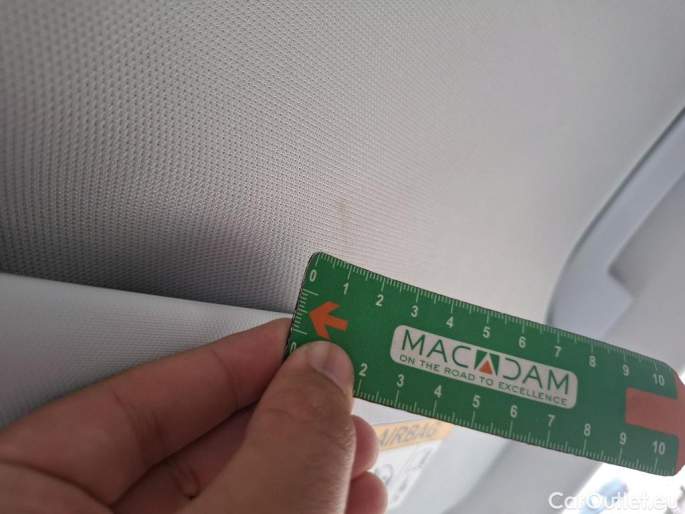 0 1 2 3 4 5 6 7 8 9 10
MACADAM
ON THE ROAD TO EXCELLENCE
0 2 3 4 5 6 7 8 9 10
AIRBAG
CarOutlet.eu